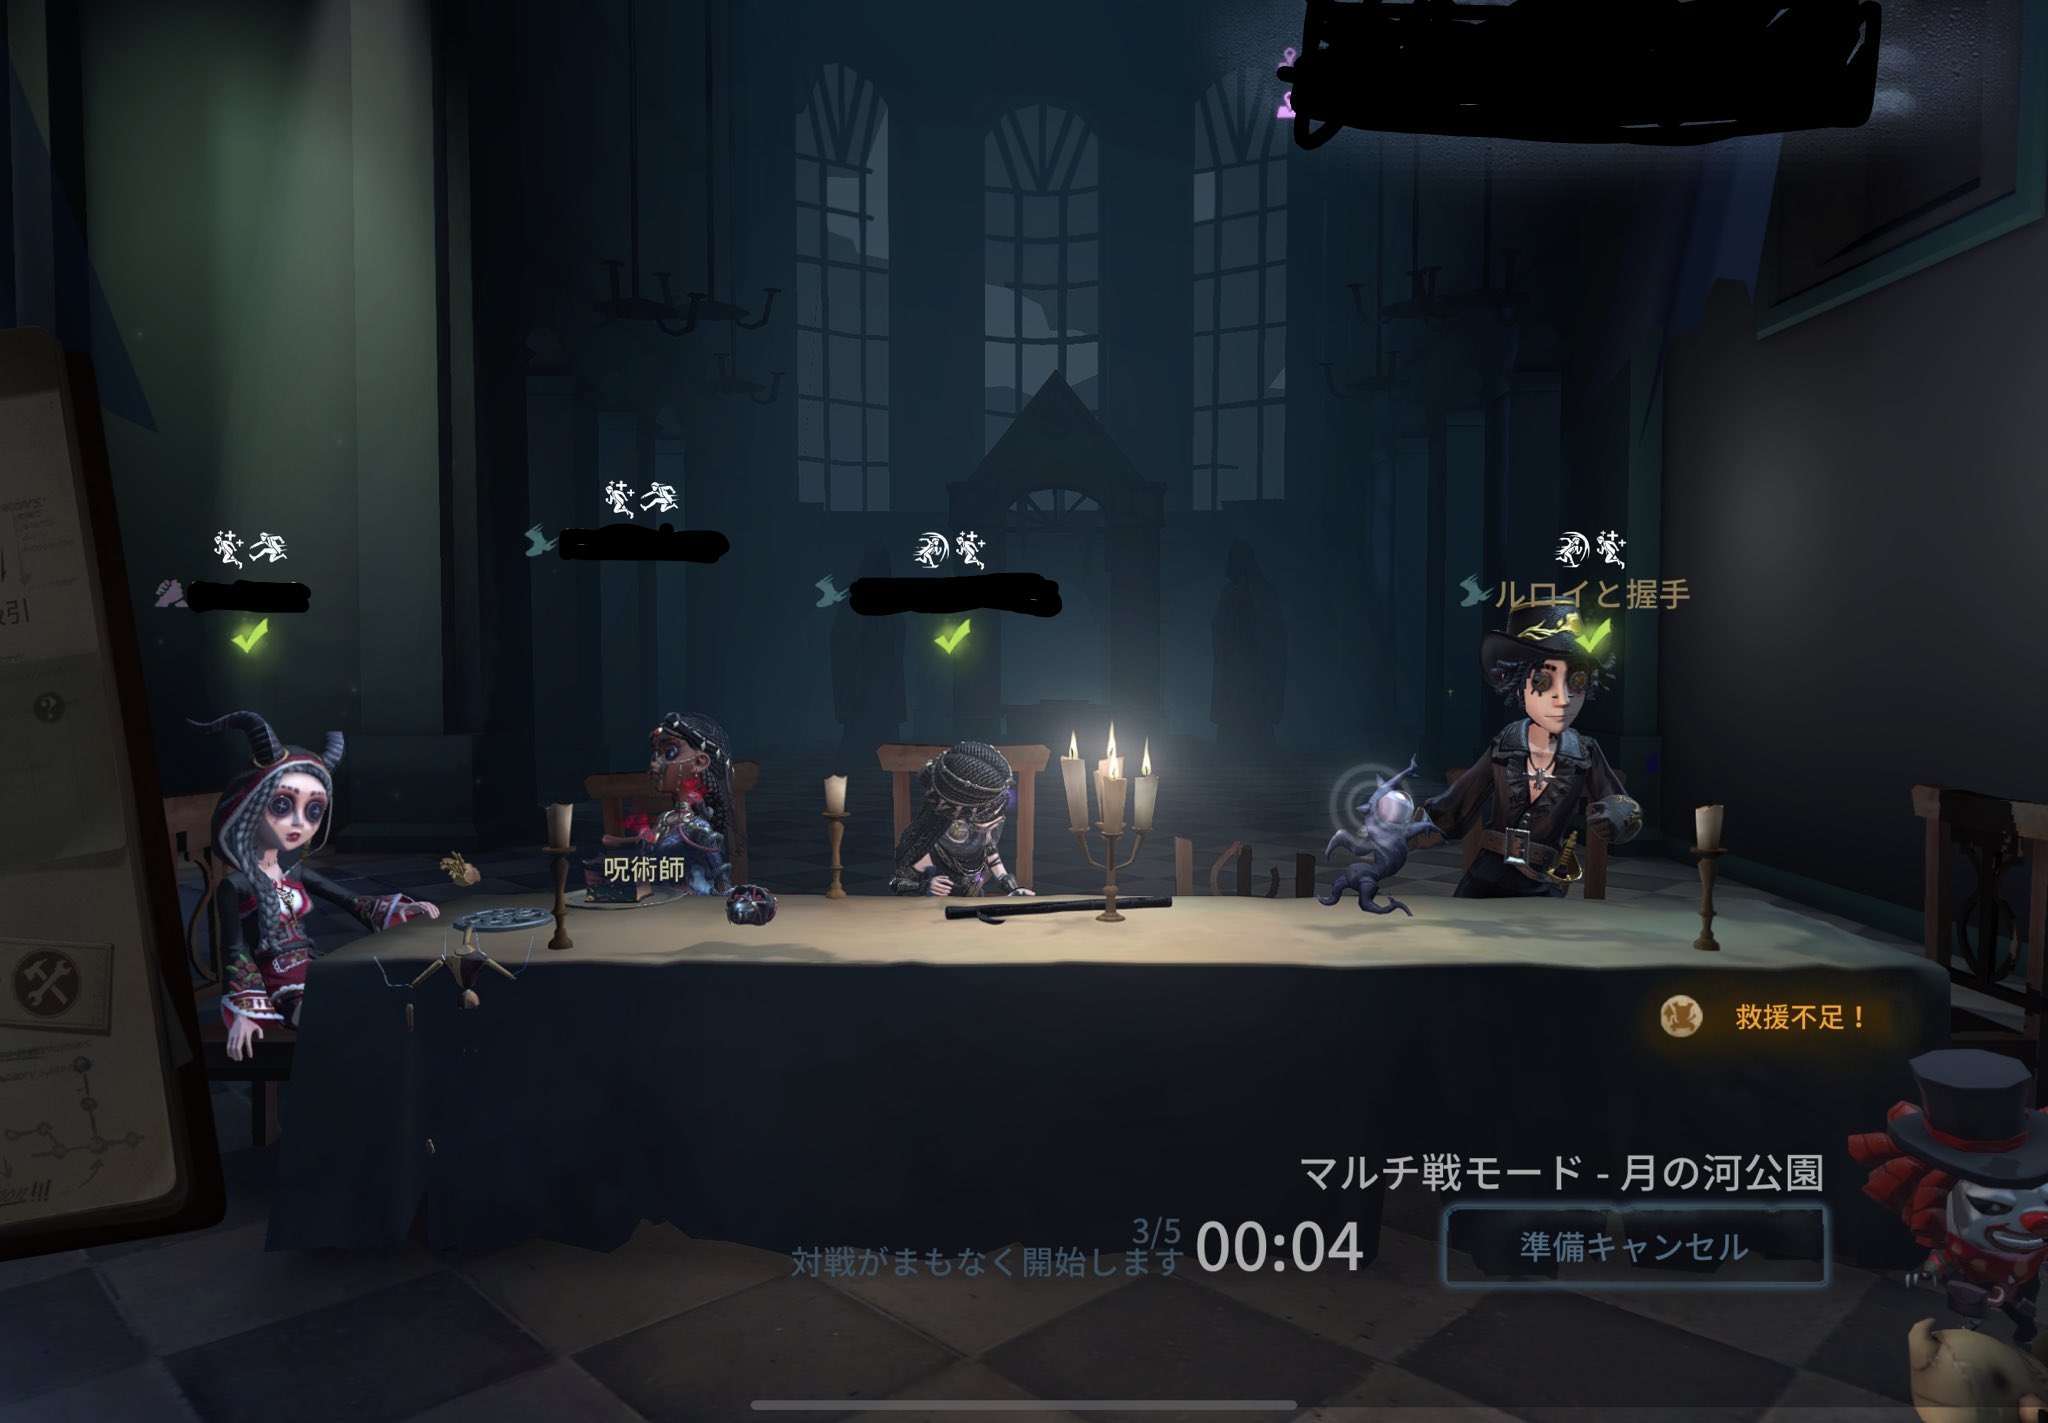 ルロイと握手
引
呪術師
救援不足！
マルチ戦モード - 月の河公園
3/5
対戦がまもなく開始します 00:04
準備キャンセル